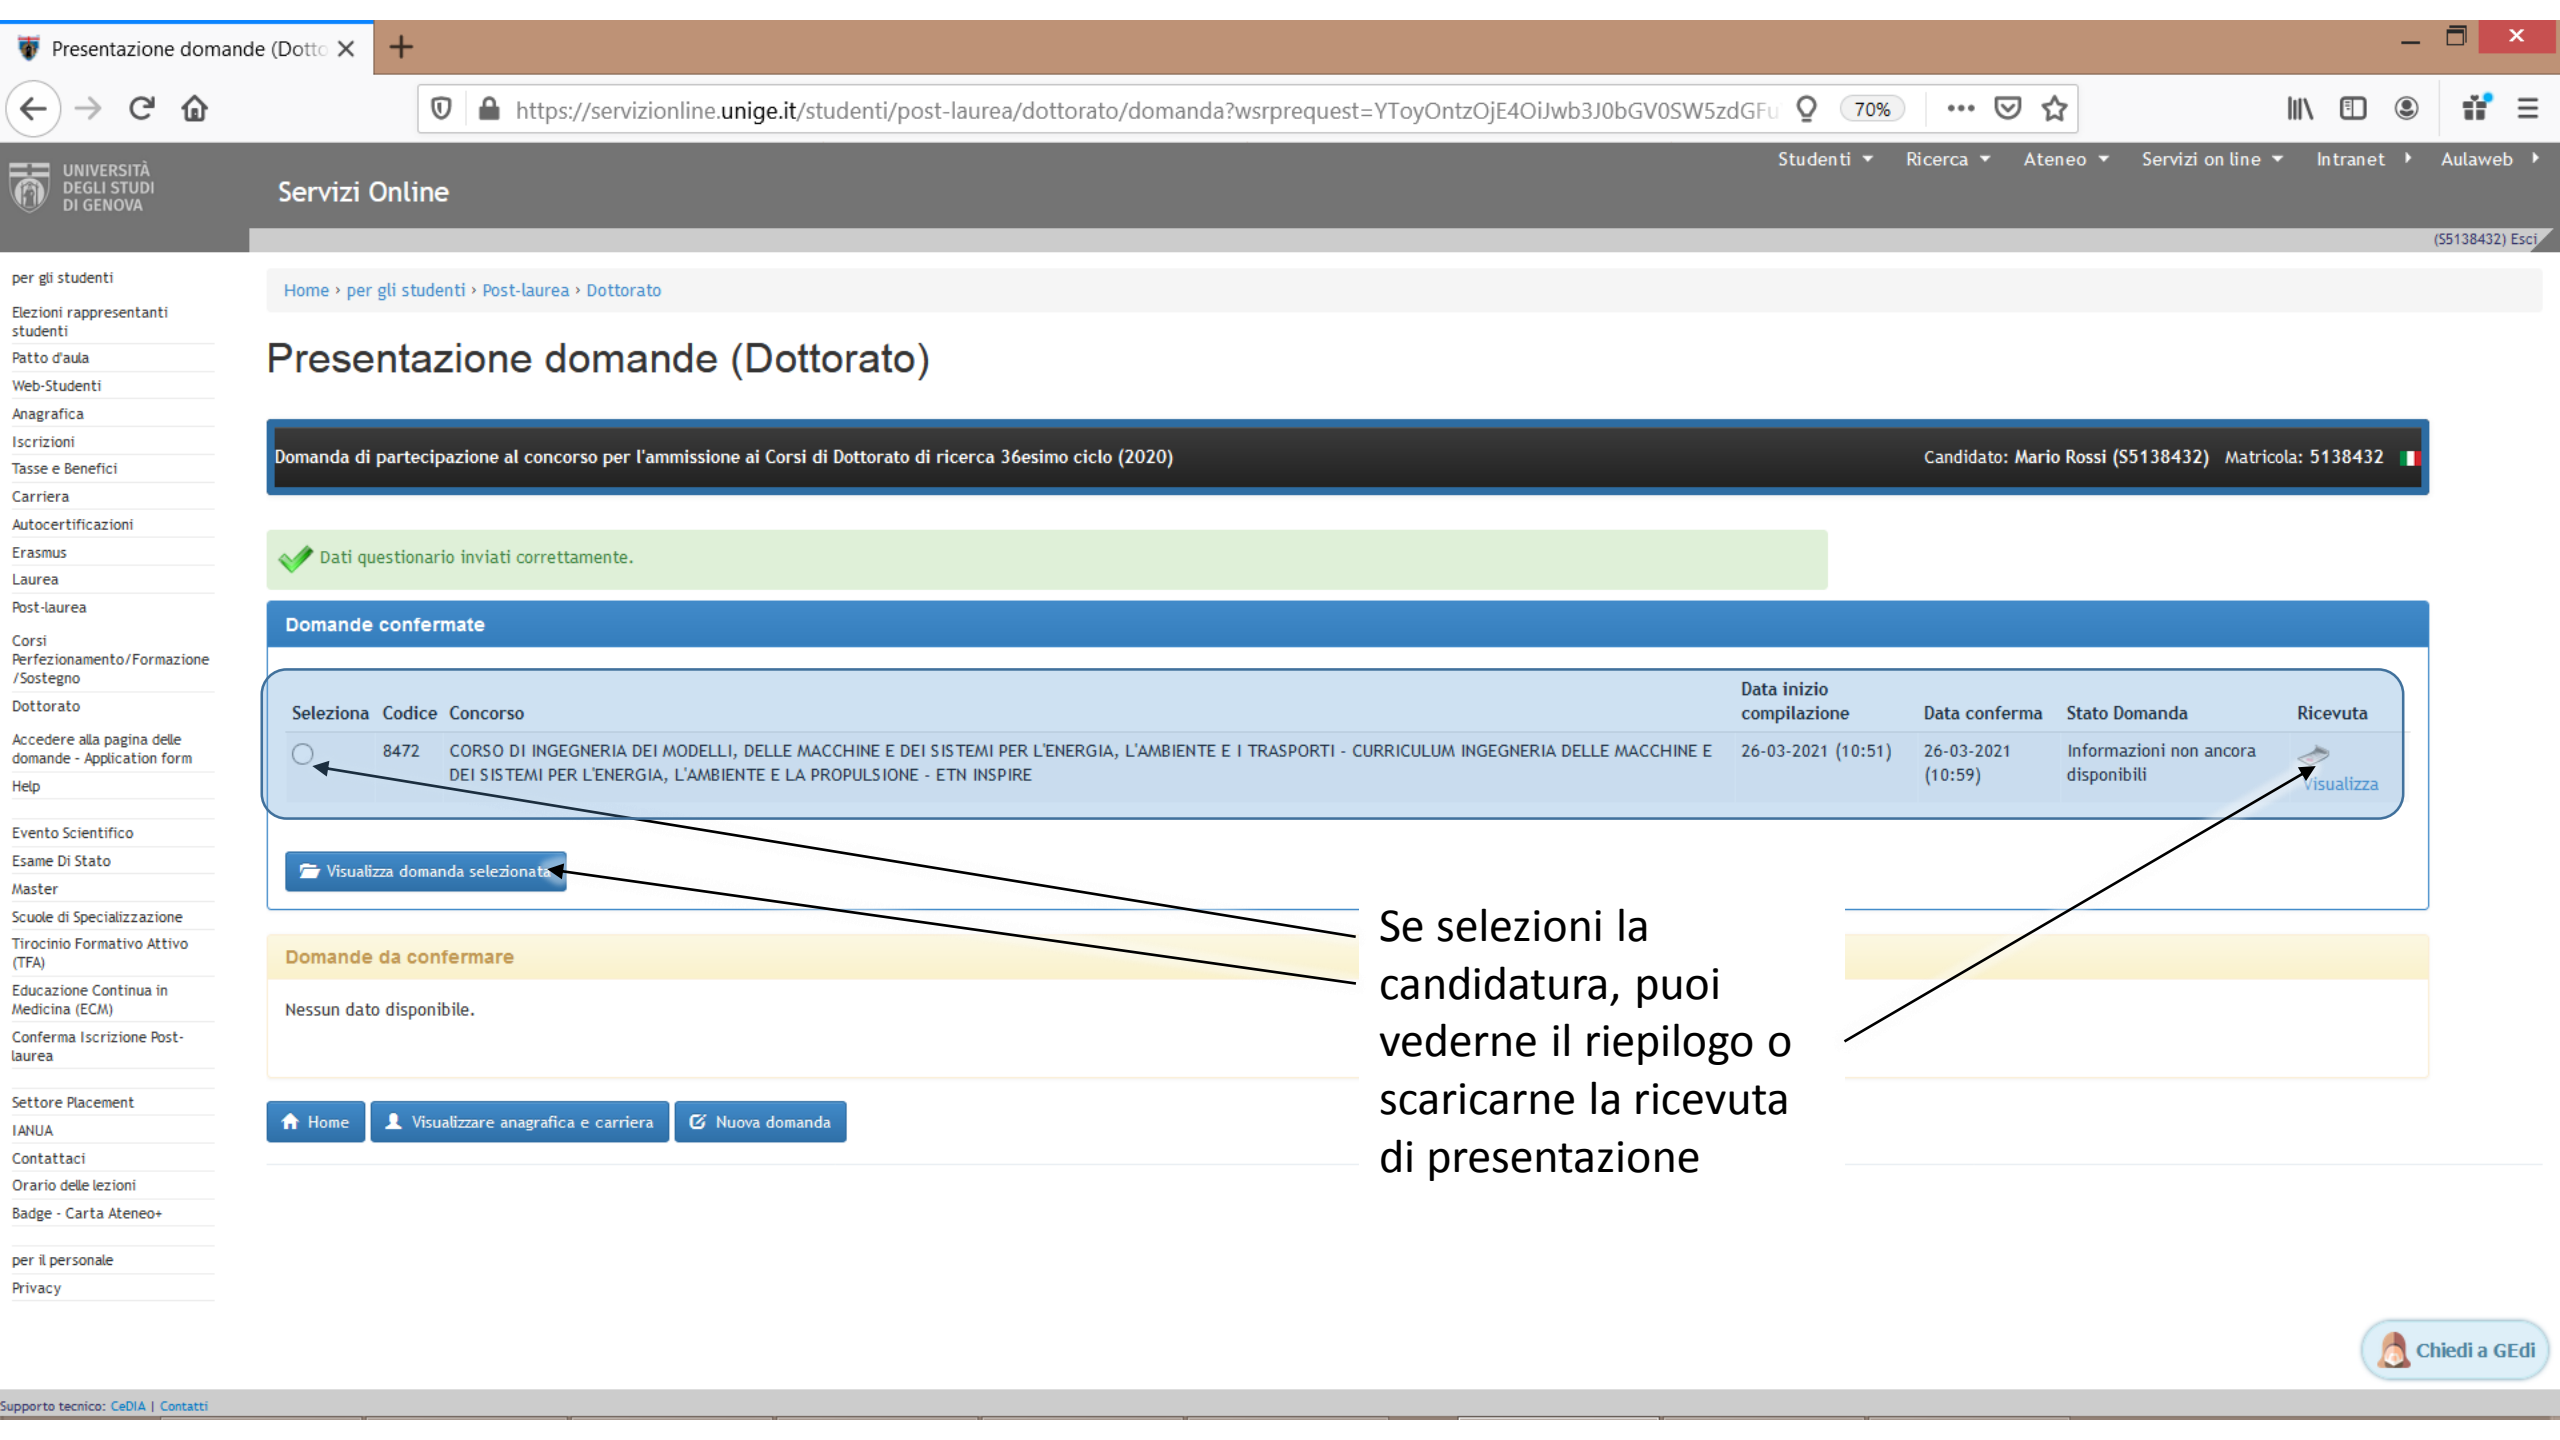 Presentazione domande (Dotto
https://servizionline.unige.it/studenti/post-laurea/dottorato/domanda?wsrprequest=YToyOntzOjE4OiJwb3J0bGV0SW5zdGFu
70%
UNIVERSITÀ
DEGLI STUDI
DI GENOVA
Servizi Online
Studenti Ricerca Ateneo Servizi on line Intranet Aulaweb
(S5138432) Esci
per gli studenti
Elezioni rappresentanti
studenti
Patto d'aula
Web-Studenti
Anagrafica
Iscrizioni
Tasse e Benefici
Carriera
Autocertificazioni
Erasmus
Laurea
Post-laurea
Corsi
Perfezionamento/Formazione
/Sostegno
Dottorato
Accedere alla pagina delle
domande - Application form
Help
Evento Scientifico
Esame Di Stato
Master
Scuole di Specializzazione
Tirocinio Formativo Attivo
(TFA)
Educazione Continua in
Medicina (ECM)
Conferma Iscrizione Post-
laurea
Settore Placement
IANUA
Contattaci
Orario delle lezioni
Badge - Carta Ateneo+
per il personale
Privacy
Home › per gli studenti › Post-laurea › Dottorato
Presentazione domande (Dottorato)
Domanda di partecipazione al concorso per l'ammissione ai Corsi di Dottorato di ricerca 36esimo ciclo (2020)
Candidato: Mario Rossi (S5138432) Matricola: 5138432
Dati questionario inviati correttamente.
Domande confermate
Seleziona Codice Concorso Data inizio compilazione Data conferma Stato Domanda Ricevuta
8472 CORSO DI INGEGNERIA DEI MODELLI, DELLE MACCHINE E DEI SISTEMI PER L'ENERGIA, L'AMBIENTE E I TRASPORTI - CURRICULUM INGEGNERIA DELLE MACCHINE E 26-03-2021 (10:51) 26-03-2021 Informazioni non ancora
DEI SISTEMI PER L'ENERGIA, L'AMBIENTE E LA PROPULSIONE - ETN INSPIRE (10:59) disponibili Visualizza
Visualizza domanda selezionata
Domande da confermare
Nessun dato disponibile.
Se selezioni la
candidatura, puoi
vederne il riepilogo o
scaricarne la ricevuta
di presentazione
Home Visualizzare anagrafica e carriera Nuova domanda
Chiedi a GEdi
Supporto tecnico: CeDIA | Contatti